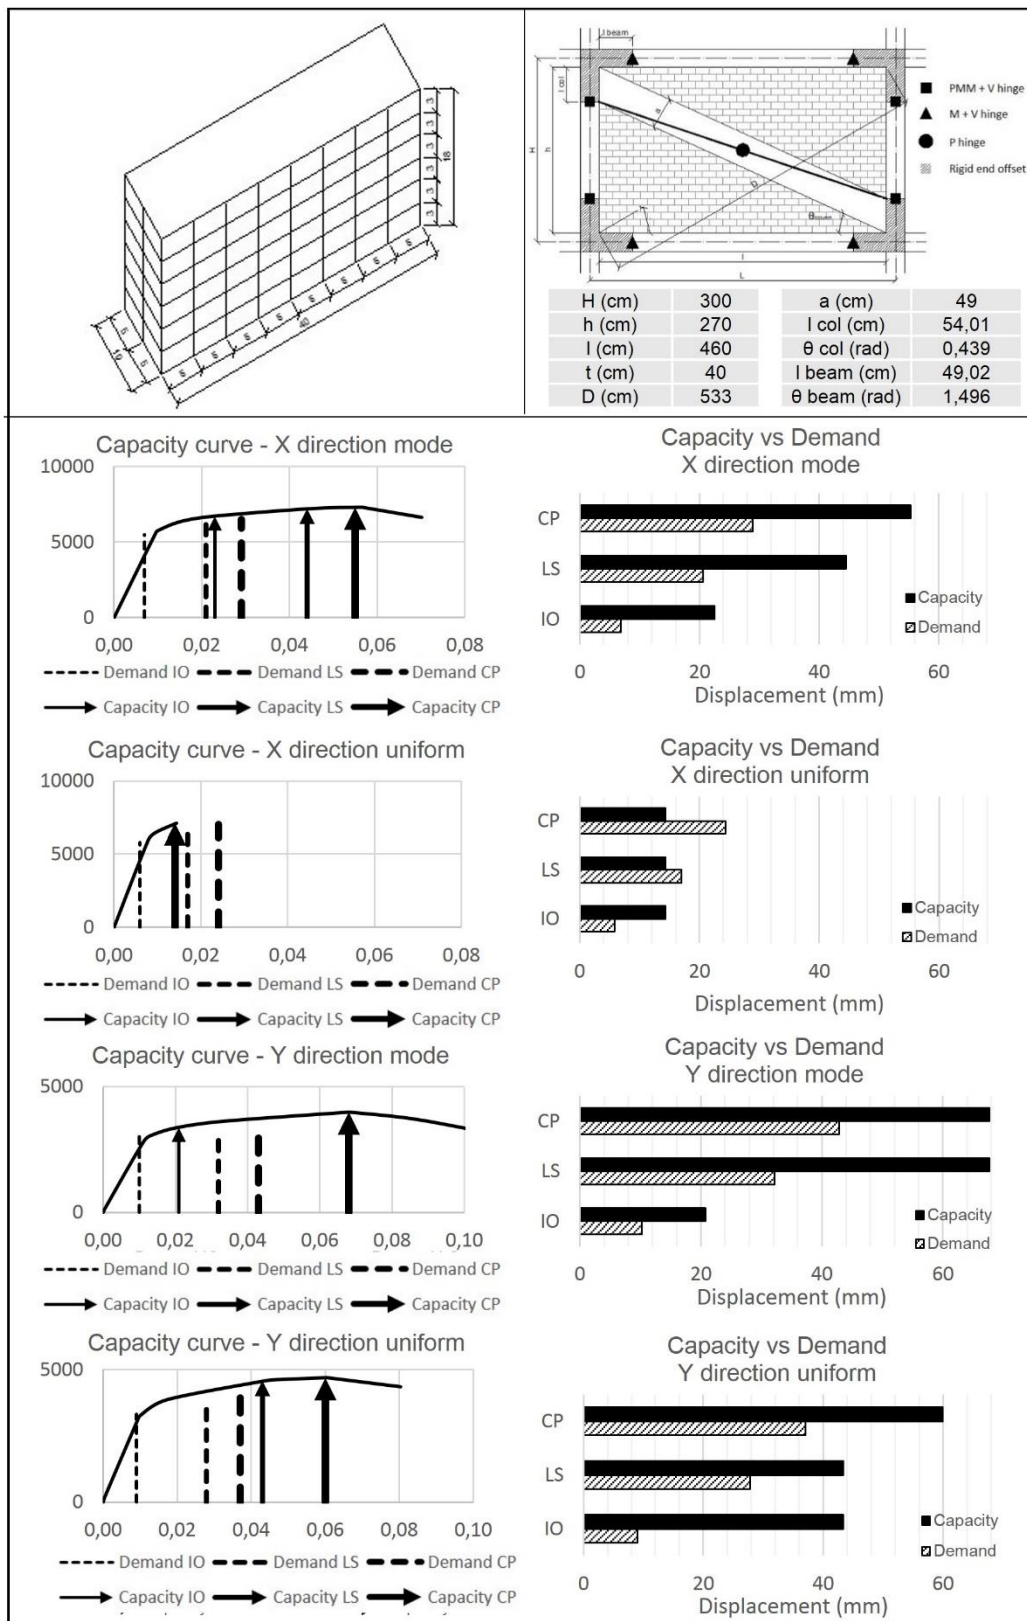 3
3
3
3
3
3
18
5
5
10
5
5
5
5
5
5
5
5
40
l beam
l col
H
h
a
D
l
L
PMM + V hinge
M + V hinge
P hinge
Rigid end offset
H (cm) 300 a (cm) 49
h (cm) 270 l col (cm) 54,01
l (cm) 460 θ col (rad) 0,439
t (cm) 40 l beam (cm) 49,02
D (cm) 533 θ beam (rad) 1,496
Capacity curve - X direction mode
10000
5000
0
0,00 0,02 0,04 0,06 0,08
Demand IO Demand LS Demand CP
Capacity IO Capacity LS Capacity CP
Capacity vs Demand
X direction mode
CP
LS
IO
Capacity
Demand
0 20 40 60
Displacement (mm)
Capacity curve - X direction uniform
10000
5000
0
0,00 0,02 0,04 0,06 0,08
Demand IO Demand LS Demand CP
Capacity IO Capacity LS Capacity CP
Capacity vs Demand
X direction uniform
CP
LS
IO
Capacity
Demand
0 20 40 60
Displacement (mm)
Capacity curve - Y direction mode
5000
0
0,00 0,02 0,04 0,06 0,08 0,10
Demand IO Demand LS Demand CP
Capacity IO Capacity LS Capacity CP
Capacity vs Demand
Y direction mode
CP
LS
IO
Capacity
Demand
0 20 40 60
Displacement (mm)
Capacity curve - Y direction uniform
5000
0
0,00 0,02 0,04 0,06 0,08 0,10
Demand IO Demand LS Demand CP
Capacity IO Capacity LS Capacity CP
Capacity vs Demand
Y direction uniform
CP
LS
IO
Capacity
Demand
0 20 40 60
Displacement (mm)